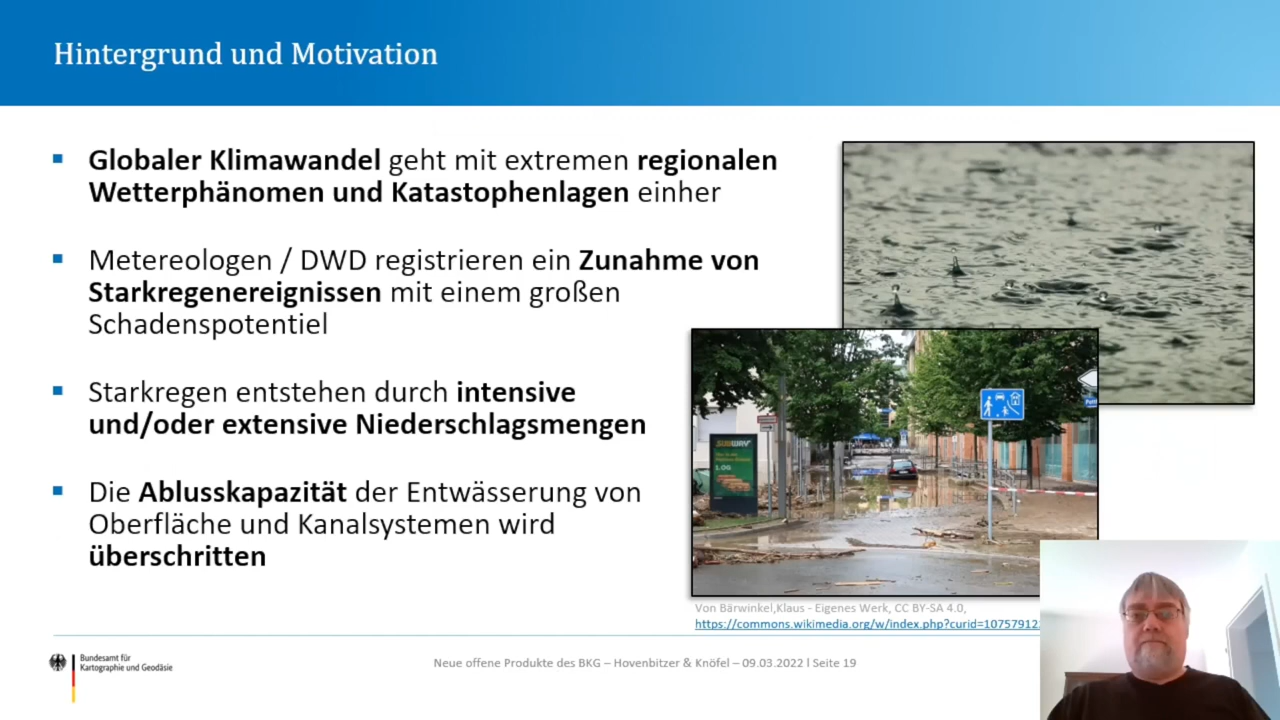 Hintergrund und Motivation
Globaler Klimawandel geht mit extremen regionalen
Wetterphänomen und Katastophenlagen einher
Metereologen / DWD registrieren ein Zunahme von
Starkregenereignissen mit einem großen
Schadenspotentiel
Starkregen entstehen durch intensive
und/oder extensive Niederschlagsmengen
Die Ablusskapazität der Entwässerung von
Oberfläche und Kanalsystemen wird
überschritten
SUBWAY
Von Bärwinkel,Klaus - Eigenes Werk, CC BY-SA 4.0,
https://commons.wikimedia.org/w/index.php?curid=10757912
Bundesamt für
Kartographie und Geodäsie
Neue offene Produkte des BKG – Hovenbitzer & Knöfel – 09.03.2022 I Seite 19